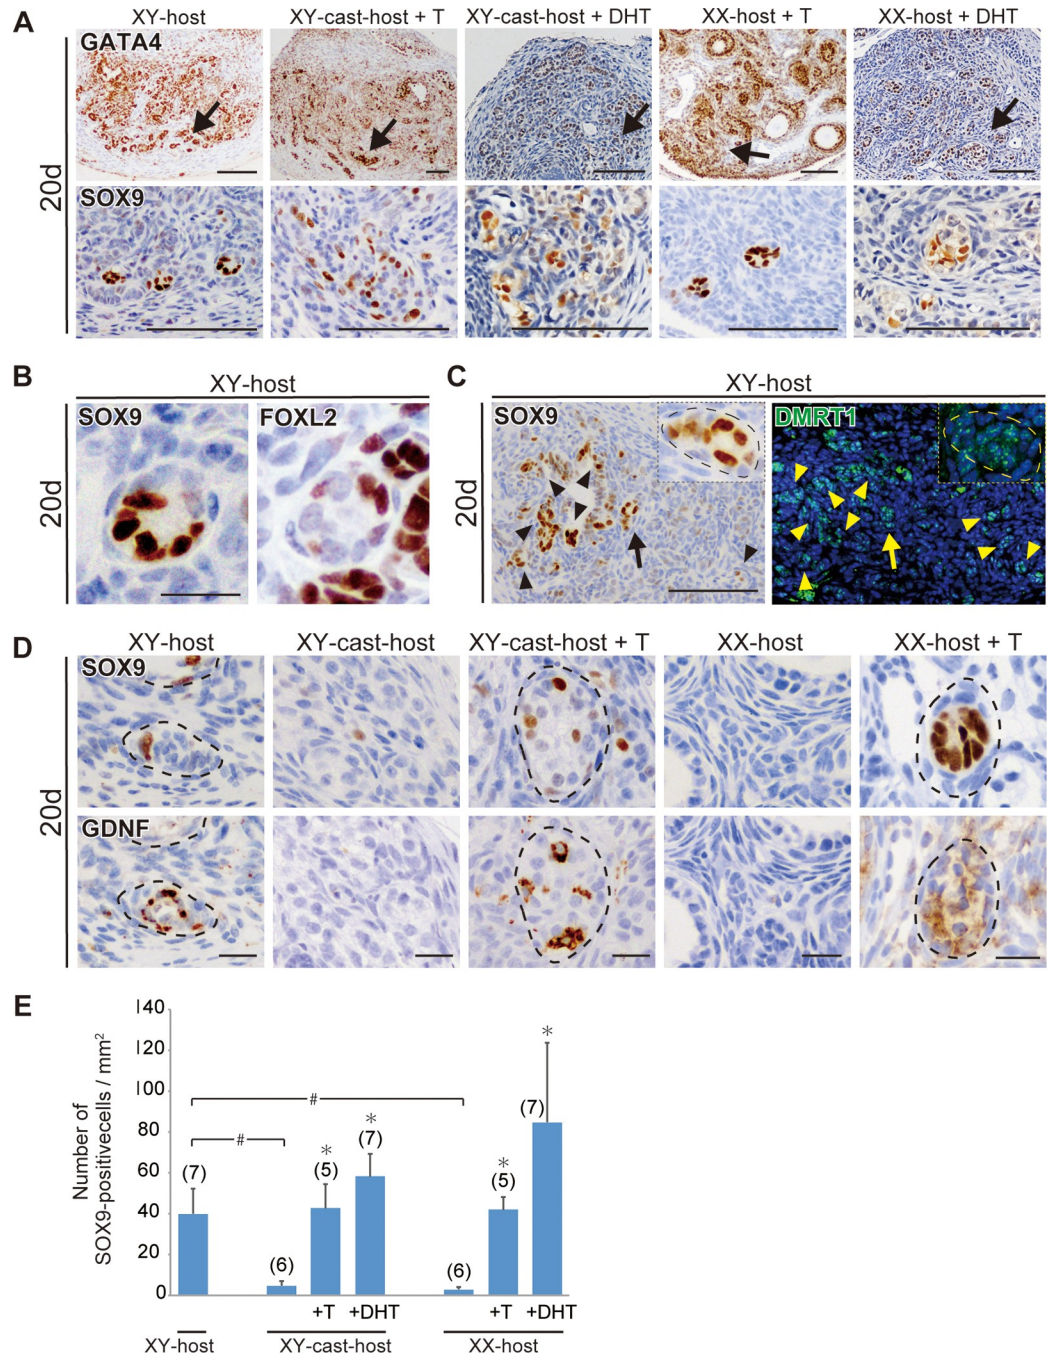 A
XY-host
XY-cast-host + T
XY-cast-host + DHT
XX-host + T
XX-host + DHT
20d
GATA4
20d
SOX9
B
XY-host
20d
SOX9
FOXL2
C
XY-host
20d
SOX9
DMRT1
D
XY-host
XY-cast-host
XY-cast-host + T
XX-host
XX-host + T
20d
SOX9
GDNF
E
Number of
SOX9-positivecells / mm²
140
120
100
80
60
40
20
0
(7)
#
(6)
*
(5)
*
(7)
#
(6)
*
(5)
*
(7)
+T
+DHT
+T
+DHT
XY-host
XY-cast-host
XX-host